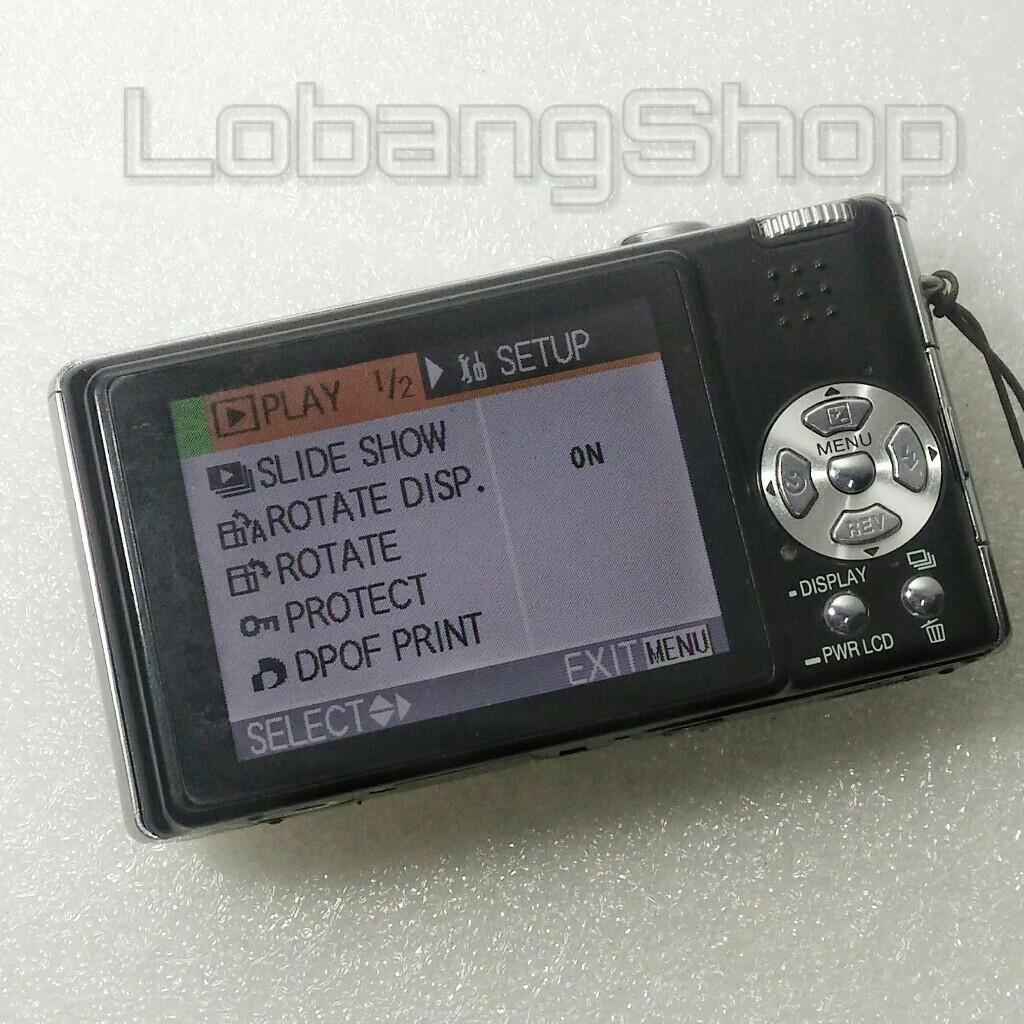 LobangShop
PLAY 1/2 SETUP
SLIDE SHOW
ROTATE DISP. ON
ROTATE
PROTECT
DPOF PRINT
SELECT EXIT MENU
MENU
REV
DISPLAY
PWR LCD